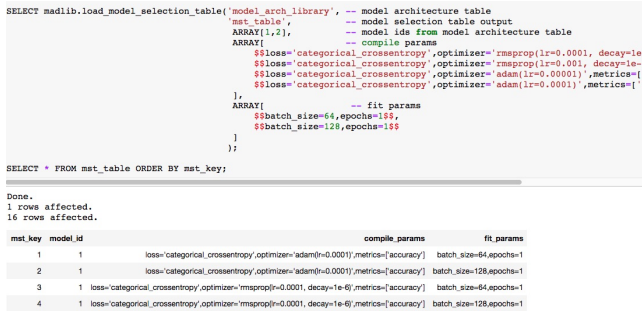 SELECT madlib.load_model_selection_table('model_arch_library', -- model architecture table
'mst_table', -- model selection table output
ARRAY[1,2], -- model ids from model architecture table
ARRAY[ -- compile params
$$loss='categorical_crossentropy',optimizer='rmsprop(lr=0.0001, decay=1e
$$loss='categorical_crossentropy',optimizer='rmsprop(lr=0.001, decay=1e-
$$loss='categorical_crossentropy',optimizer='adam(lr=0.00001)',metrics=[
$$loss='categorical_crossentropy',optimizer='adam(lr=0.0001)',metrics=['
],
ARRAY[ -- fit params
$$batch_size=64,epochs=1$$,
$$batch_size=128,epochs=1$$
]
);
SELECT * FROM mst_table ORDER BY mst_key;
Done.
1 rows affected.
16 rows affected.
mst_key model_id compile_params fit_params
1 1 loss='categorical_crossentropy',optimizer='adam(lr=0.0001)',metrics=['accuracy'] batch_size=64,epochs=1
2 1 loss='categorical_crossentropy',optimizer='adam(lr=0.0001)',metrics=['accuracy'] batch_size=128,epochs=1
3 1 loss='categorical_crossentropy',optimizer='rmsprop(lr=0.0001, decay=1e-6)',metrics=['accuracy'] batch_size=64,epochs=1
4 1 loss='categorical_crossentropy',optimizer='rmsprop(lr=0.0001, decay=1e-6)',metrics=['accuracy'] batch_size=128,epochs=1